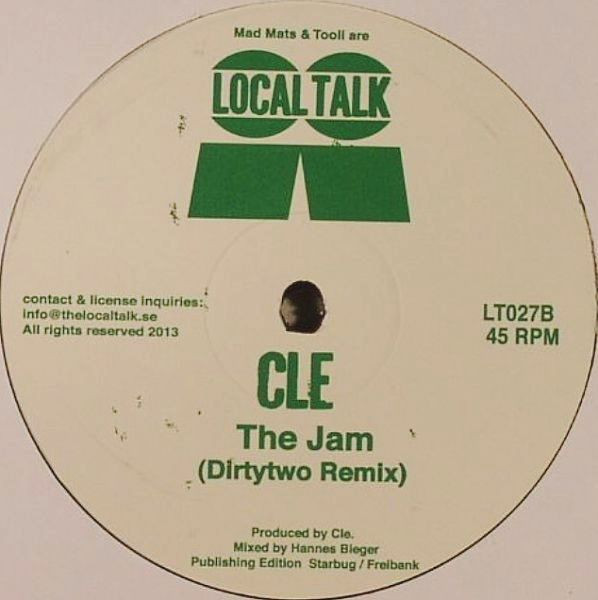 Mad Mats & Tooli are
LOCAL TALK
contact & license inquiries:
info@thelocaltalk.se
All rights reserved 2013
LT027B
45 RPM
CLE
The Jam
(Dirtytwo Remix)
Produced by Cle.
Mixed by Hannes Bieger
Publishing Edition Starbug / Freibank